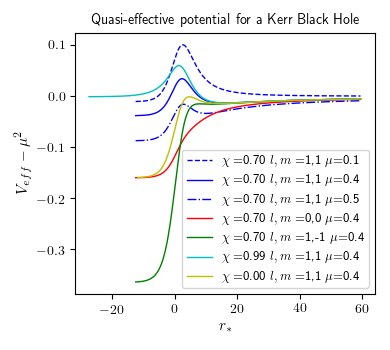 Quasi-effective potential for a Kerr Black Hole
V_{eff} − μ²
0.1
0.0
−0.1
−0.2
−0.3
χ =0.70 l, m =1,1 μ =0.1
χ =0.70 l, m =1,1 μ =0.4
χ =0.70 l, m =1,1 μ =0.5
χ =0.70 l, m =0,0 μ =0.4
χ =0.70 l, m =1,-1 μ =0.4
χ =0.99 l, m =1,1 μ =0.4
χ =0.00 l, m =1,1 μ =0.4
−20 0 20 40 60
r_*